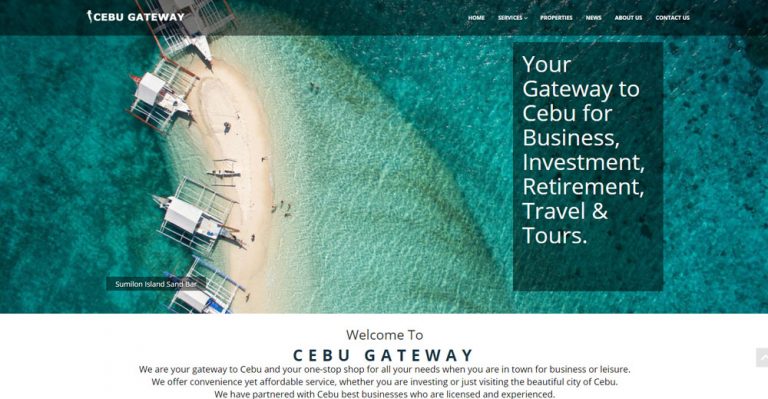 CEBU GATEWAY
HOME SERVICES PROPERTIES NEWS ABOUT US CONTACT US
Your
Gateway to
Cebu for
Business,
Investment,
Retirement,
Travel &
Tours.
Sumilon Island Sand Bar
Welcome To
CEBU GATEWAY
We are your gateway to Cebu and your one-stop shop for all your needs when you are in town for business or leisure.
We offer convenience yet affordable service, whether you are investing or just visiting the beautiful city of Cebu.
We have partnered with Cebu best businesses who are licensed and experienced.